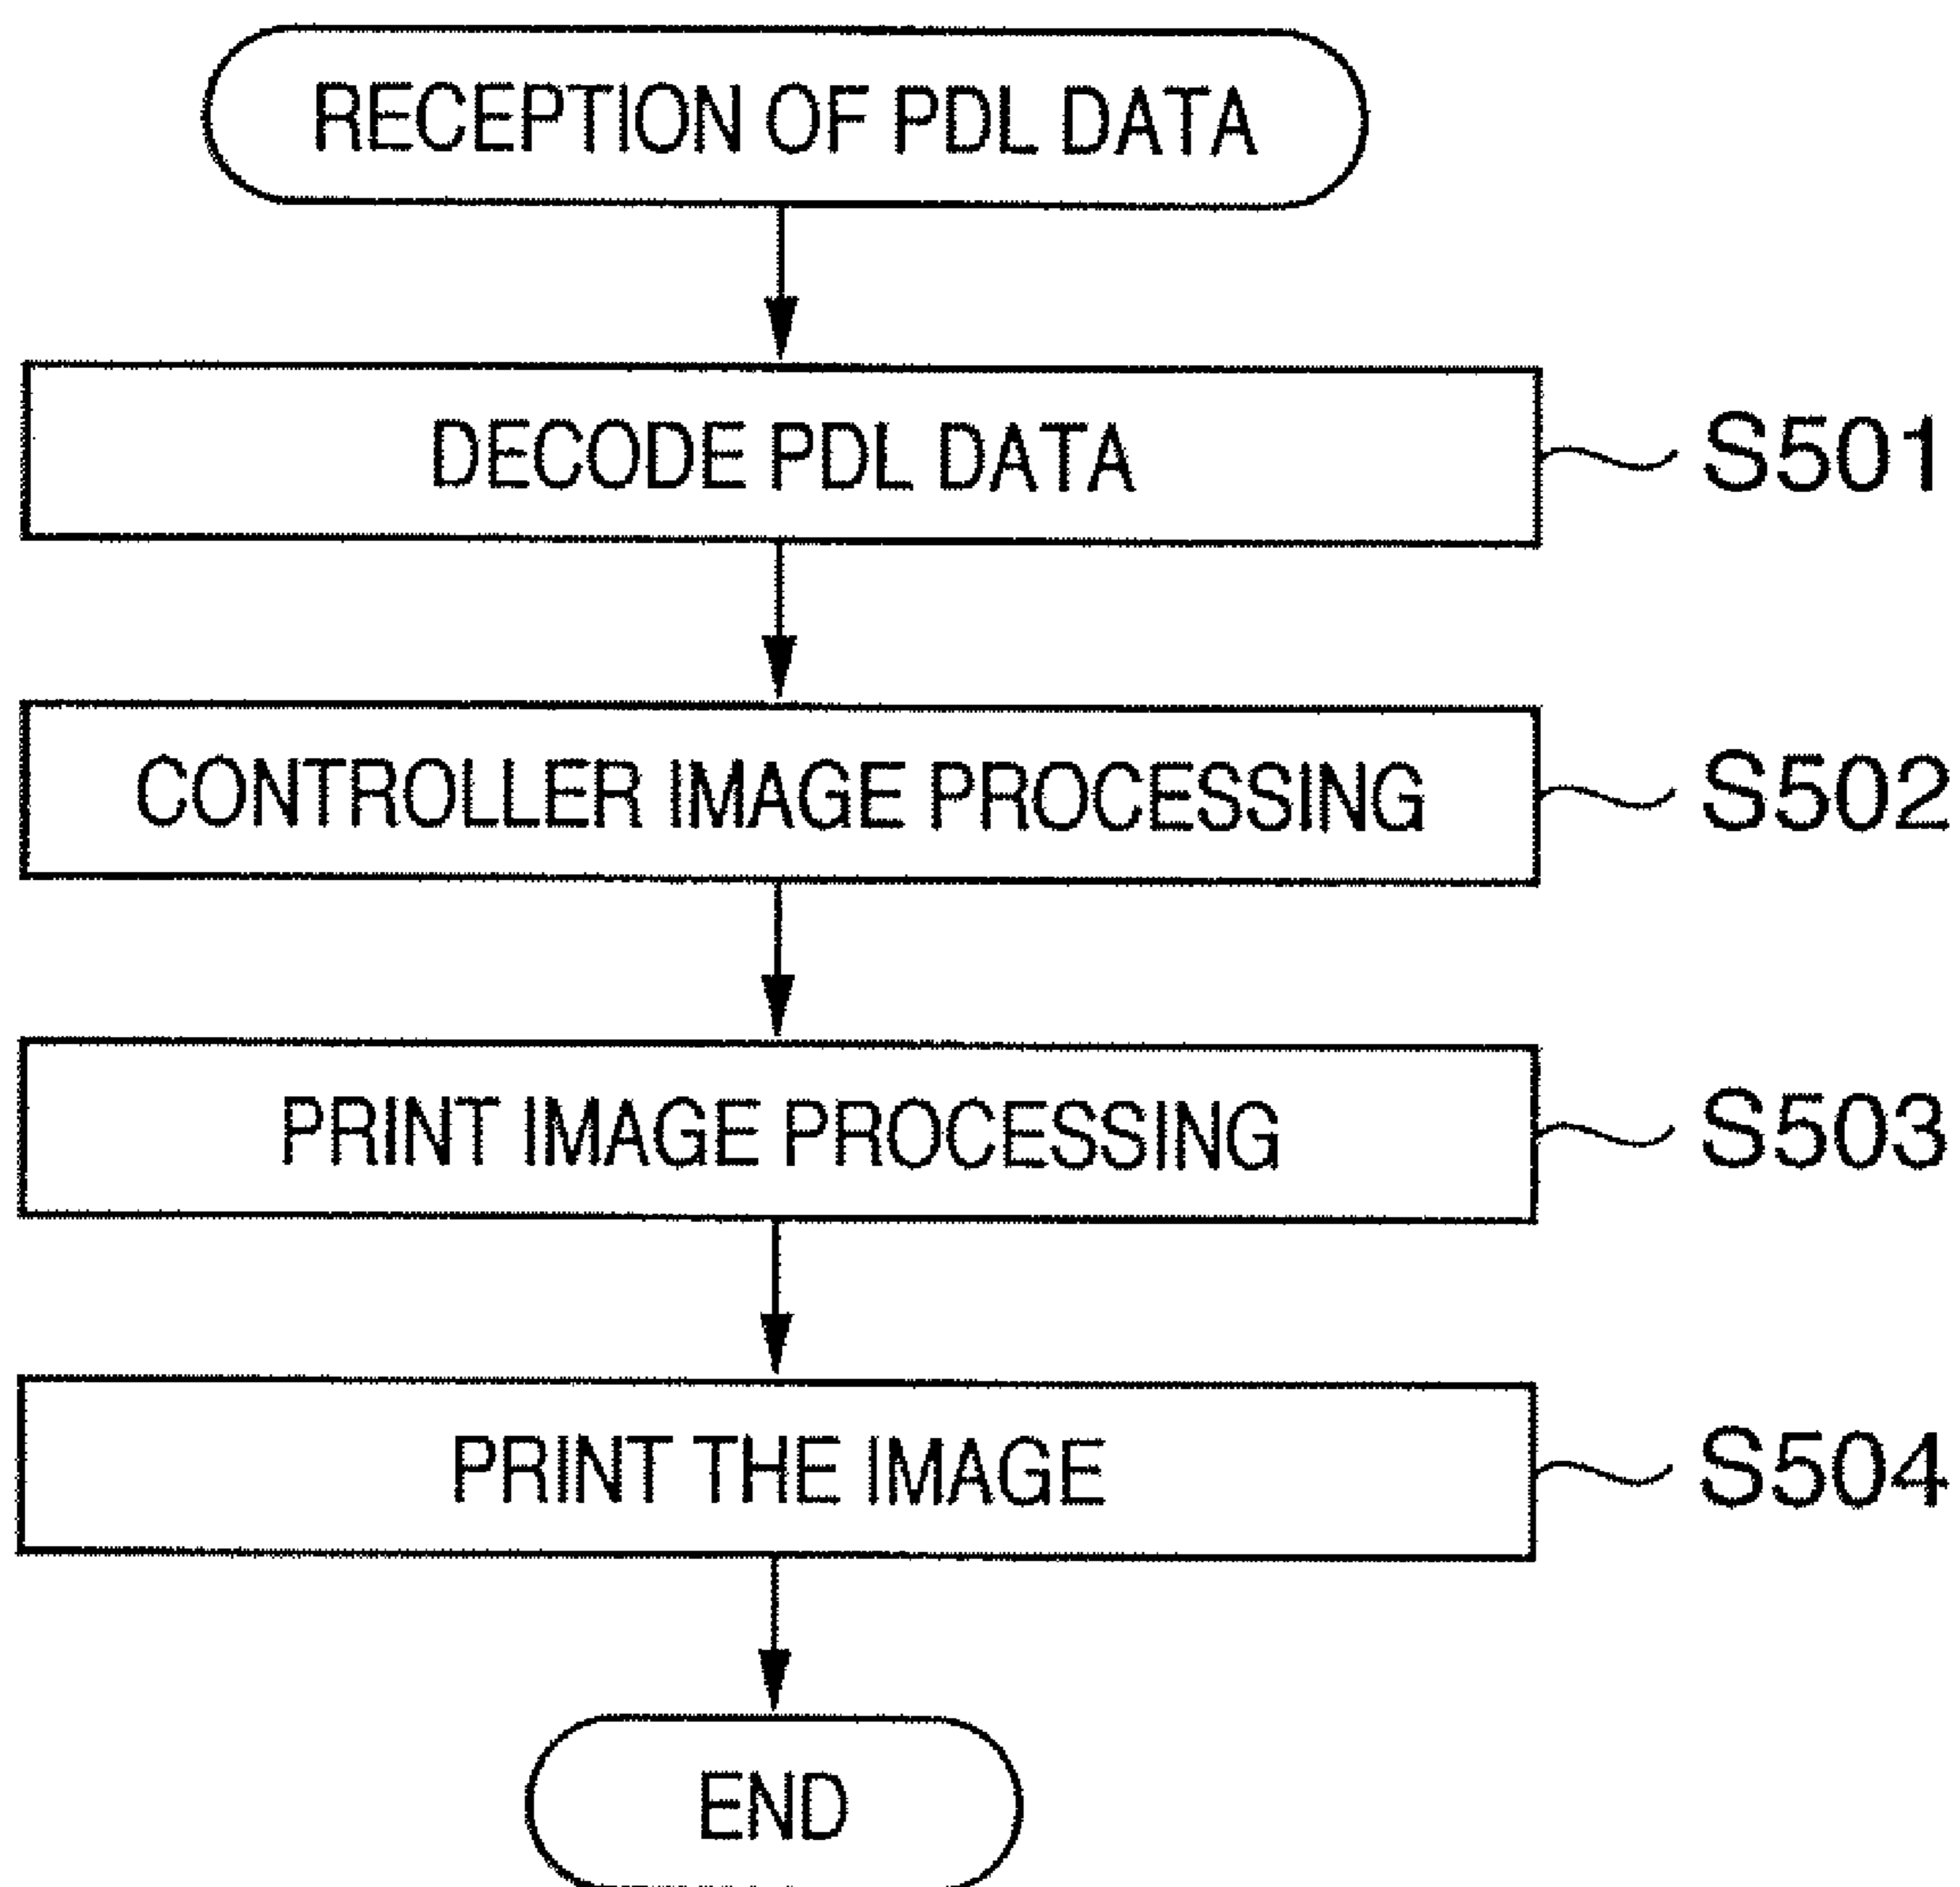 RECEPTION OF PDL DATA
DECODE PDL DATA
S501
CONTROLLER IMAGE PROCESSING
S502
PRINT IMAGE PROCESSING
S503
PRINT THE IMAGE
S504
END